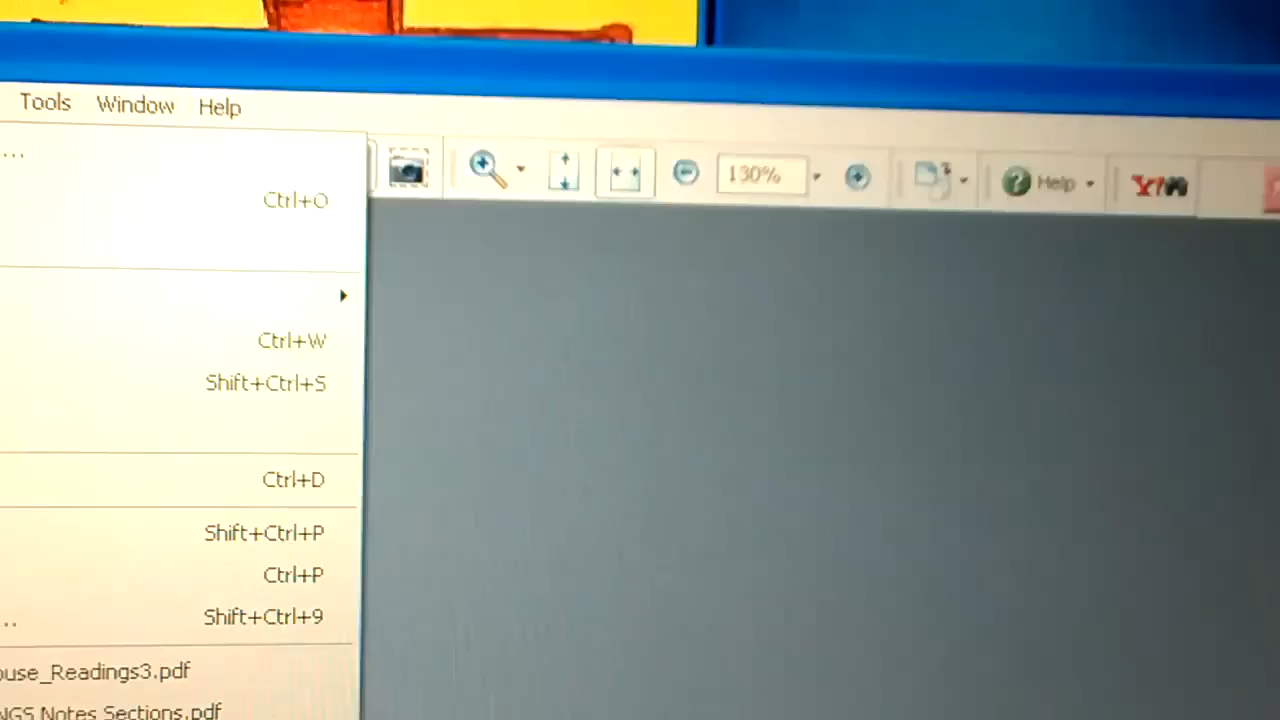 Tools Window Help
...
130% Help
Ctrl+O
Ctrl+W
Shift+Ctrl+S
Ctrl+D
Shift+Ctrl+P
Ctrl+P
.. Shift+Ctrl+9
ouse_Readings3.pdf
NGS Notes Sections.pdf